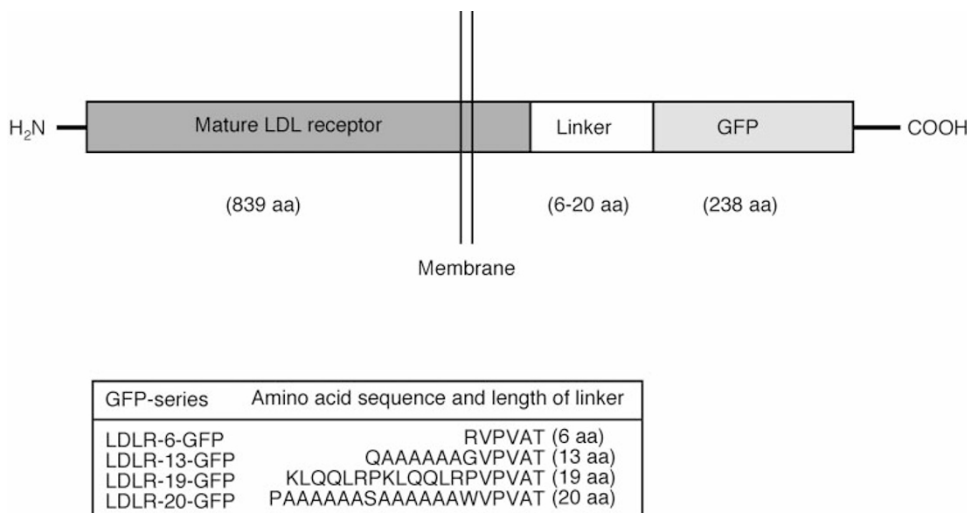 H2N Mature LDL receptor Linker GFP COOH
(839 aa) (6-20 aa) (238 aa)
Membrane
GFP-series Amino acid sequence and length of linker
LDLR-6-GFP RVPVAT (6 aa)
LDLR-13-GFP QAAAAAAGVPVAT (13 aa)
LDLR-19-GFP KLQQLRPKLQQLRPVPVAT (19 aa)
LDLR-20-GFP PAAAAAASAAAAAAWVPVAT (20 aa)